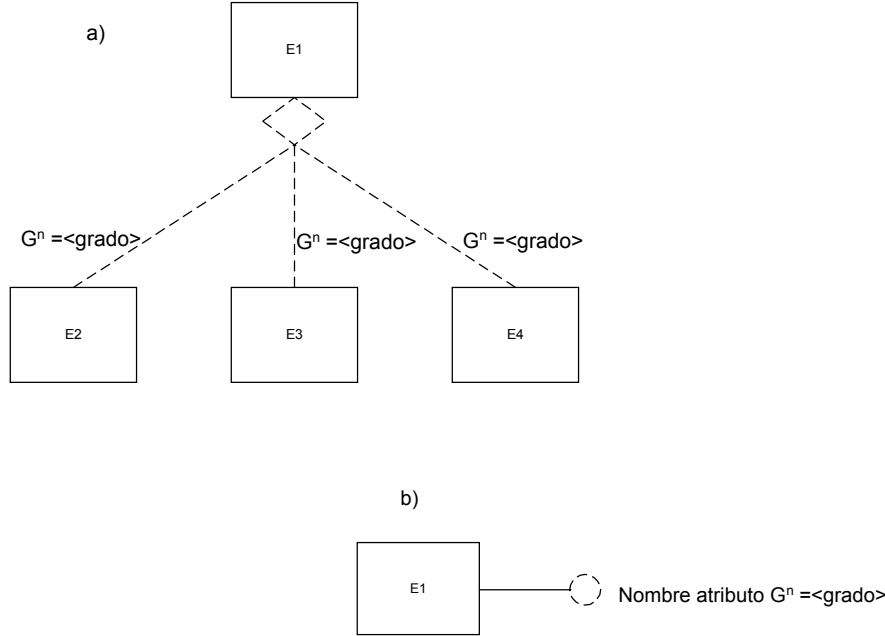 a)
E1
Gⁿ =<grado>
Gⁿ =<grado>
Gⁿ =<grado>
E2
E3
E4
b)
E1
Nombre atributo Gⁿ =<grado>